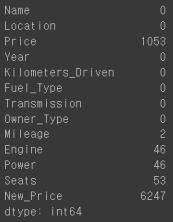 Name 0
Location 0
Price 1053
Year 0
Kilometers_Driven 0
Fuel_Type 0
Transmission 0
Owner_Type 0
Mileage 2
Engine 46
Power 46
Seats 53
New_Price 6247
dtype: int64